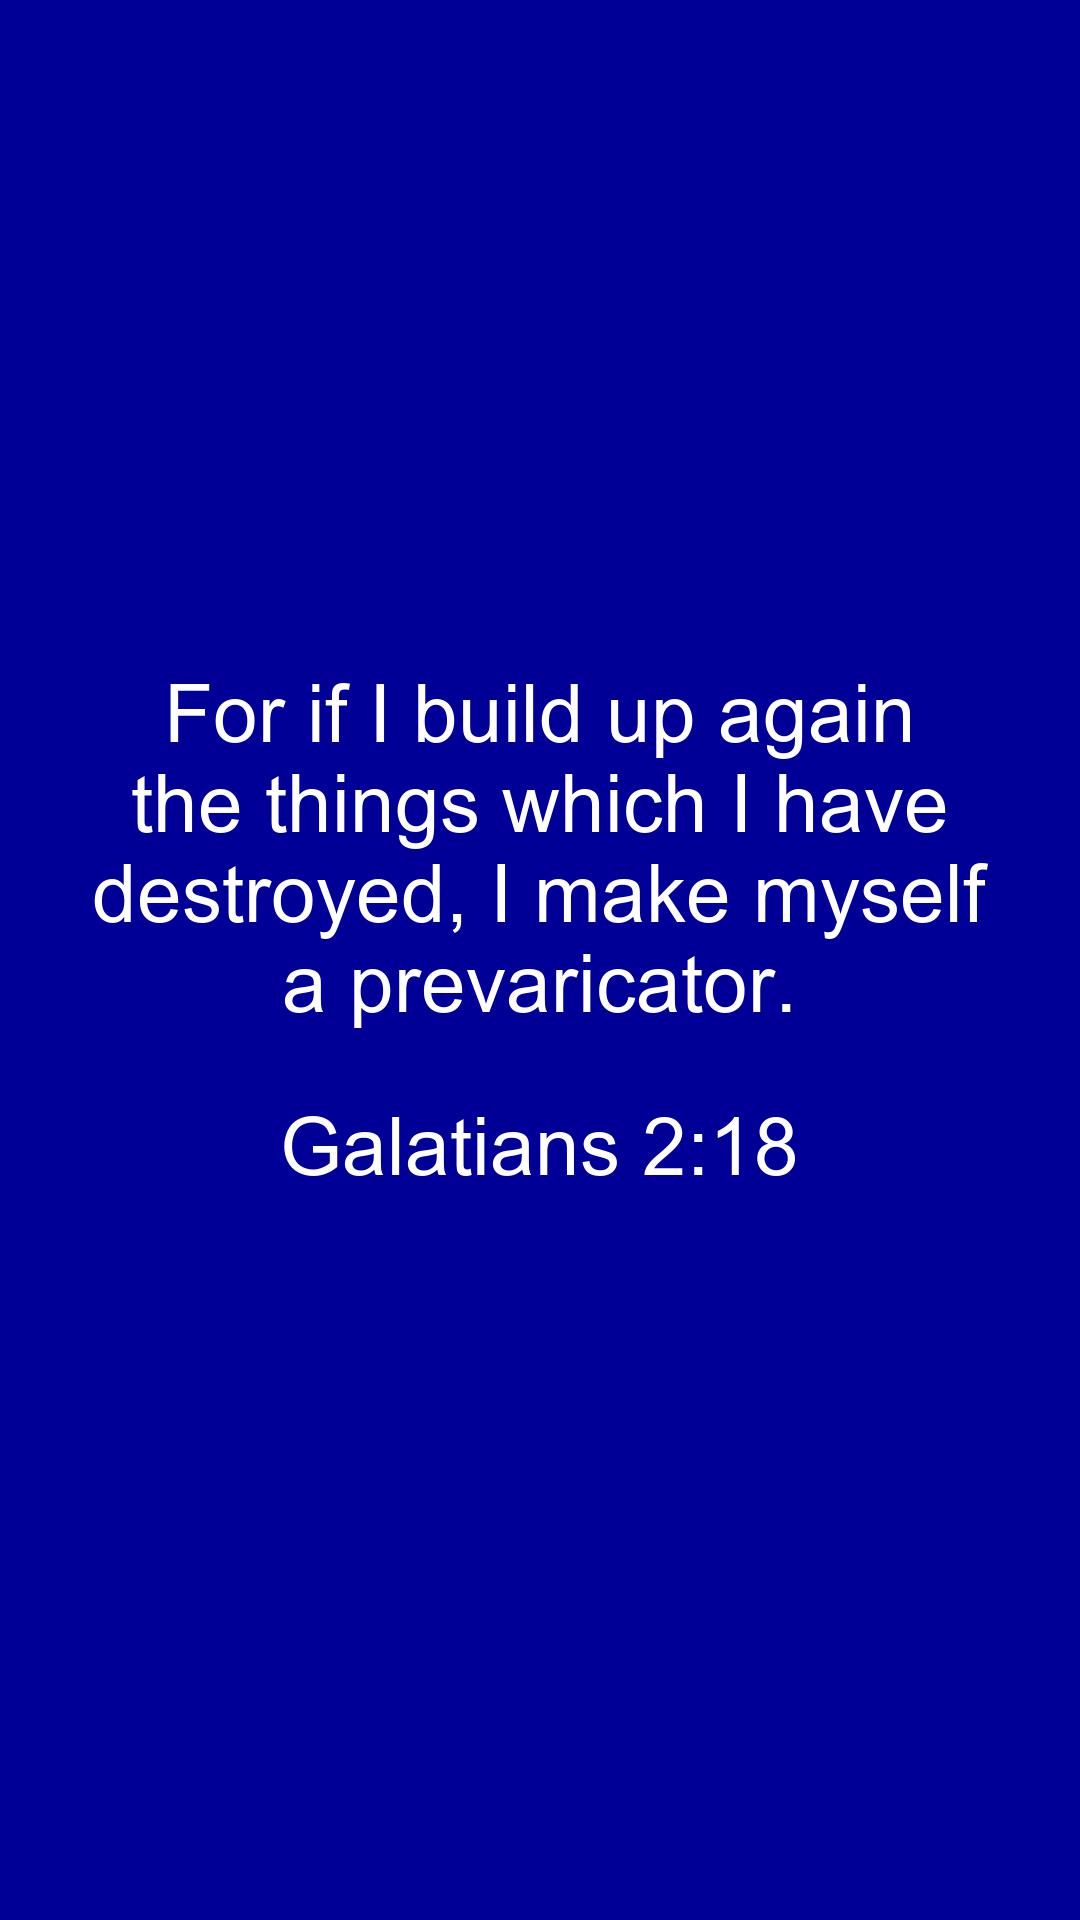 For if I build up again
the things which I have
destroyed, I make myself
a prevaricator.
Galatians 2:18